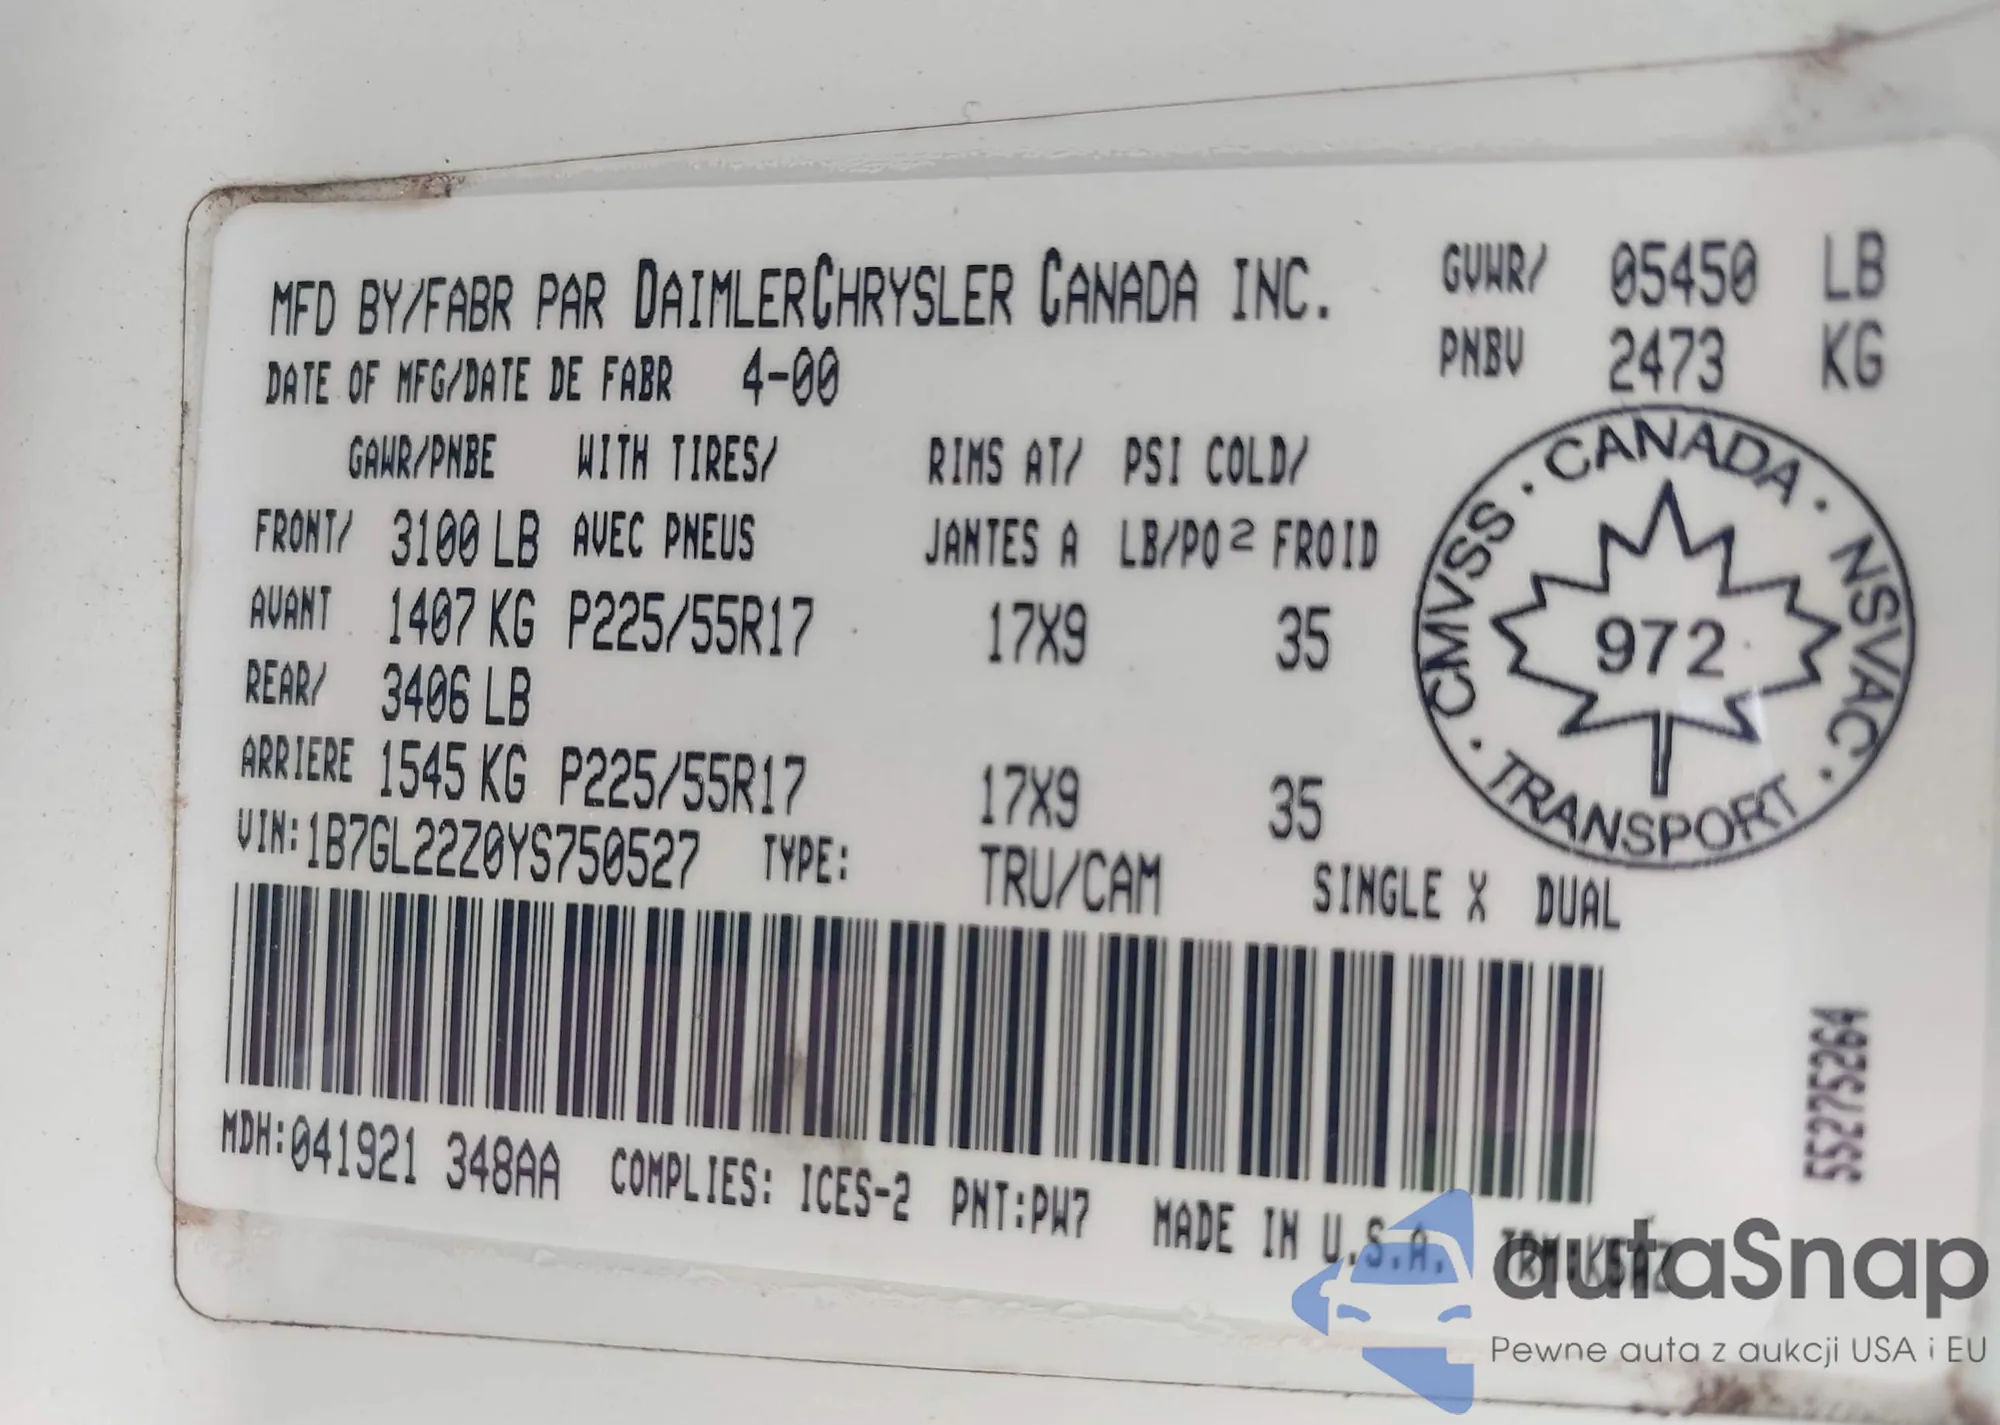 MFD BY/FABR PAR DAIMLERCHRYSLER CANADA INC.
GVWR/ 05450 LB
PNBV 2473 KG
DATE OF MFG/DATE DE FABR 4-00
GAWR/PNBE WITH TIRES/ RIMS AT/ PSI COLD/
FRONT/ 3100 LB AVEC PNEUS JANTES A LB/PO² FROID
AVANT 1407 KG P225/55R17 17X9 35
REAR/ 3406 LB
ARRIERE 1545 KG P225/55R17 17X9 35
CMVSS · CANADA · NSVAC · TRANSPORT ·
972
VIN:1B7GL22Z0YS750527 TYPE: TRU/CAM SINGLE X DUAL
55275264
MDH:041921 348AA COMPLIES: ICES-2 PNT:PW7 MADE IN U.S.A.
autaSnap
Pewne auta z aukcji USA i EU